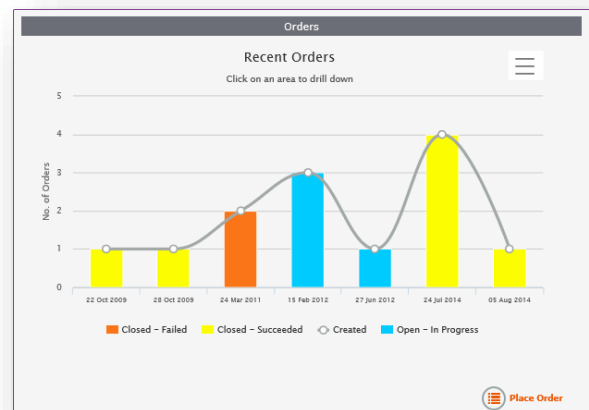 Orders
Recent Orders
Click on an area to drill down
No. of Orders
5
4
3
2
1
0
22 Oct 2009 28 Oct 2009 24 Mar 2011 15 Feb 2012 27 Jun 2012 24 Jul 2014 05 Aug 2014
Closed - Failed Closed - Succeeded Created Open - In Progress
Place Order